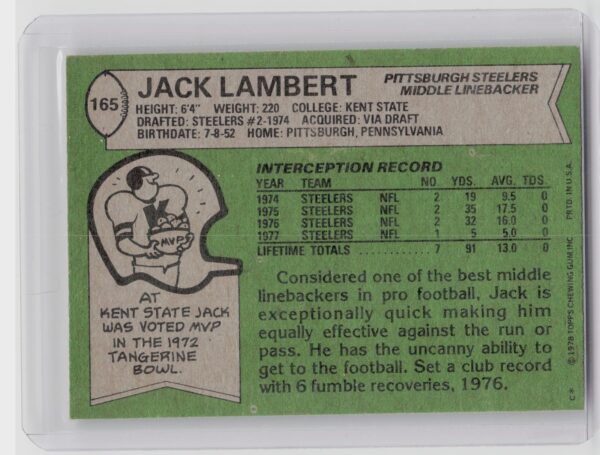 165
JACK LAMBERT
PITTSBURGH STEELERS
MIDDLE LINEBACKER
HEIGHT: 6'4" WEIGHT: 220 COLLEGE: KENT STATE
DRAFTED: STEELERS #2-1974 ACQUIRED: VIA DRAFT
BIRTHDATE: 7-8-52 HOME: PITTSBURGH, PENNSYLVANIA
INTERCEPTION RECORD
YEAR TEAM NO. YDS. AVG. TDS.
1974 STEELERS NFL 2 19 9.5 0
1975 STEELERS NFL 2 35 17.5 0
1976 STEELERS NFL 2 32 16.0 0
1977 STEELERS NFL 1 5 5.0 0
LIFETIME TOTALS ............ 7 91 13.0 0
K
MVP
AT
KENT STATE JACK
WAS VOTED MVP
IN THE 1972
TANGERINE
BOWL.
Considered one of the best middle
linebackers in pro football, Jack is
exceptionally quick making him
equally effective against the run or
pass. He has the uncanny ability to
get to the football. Set a club record
with 6 fumble recoveries, 1976.
C* © 1978 TOPPS CHEWING GUM, INC. PRTD. IN U.S.A.